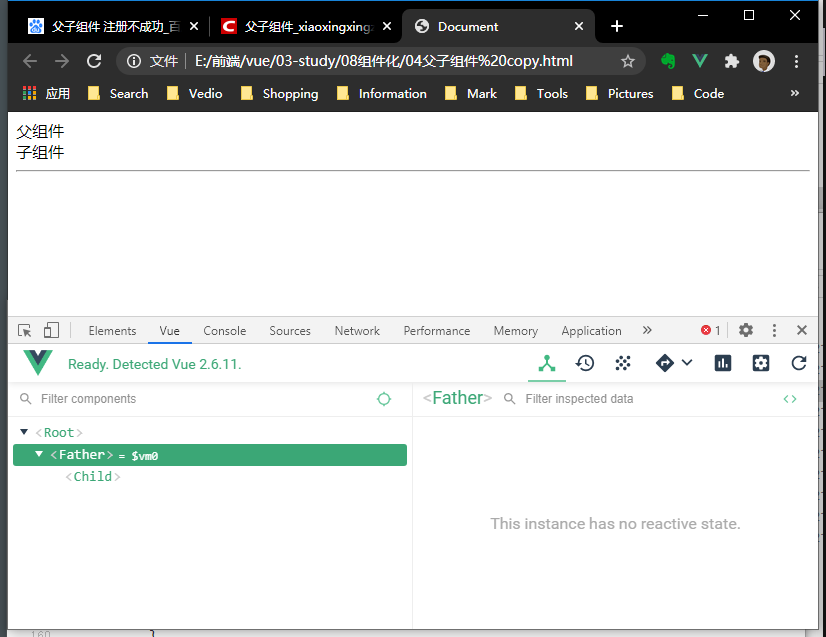 父子组件 注册不成功_百
父子组件_xiaoxingxing
Document
文件 E:/前端/vue/03-study/08组件化/04父子组件%20copy.html
应用 Search Vedio Shopping Information Mark Tools Pictures Code »
父组件
子组件
Elements Vue Console Sources Network Performance Memory Application » 1
Ready. Detected Vue 2.6.11.
Filter components
<Father> Filter inspected data
<Root>
<Father> = $vm0
<Child>
This instance has no reactive state.
160 }